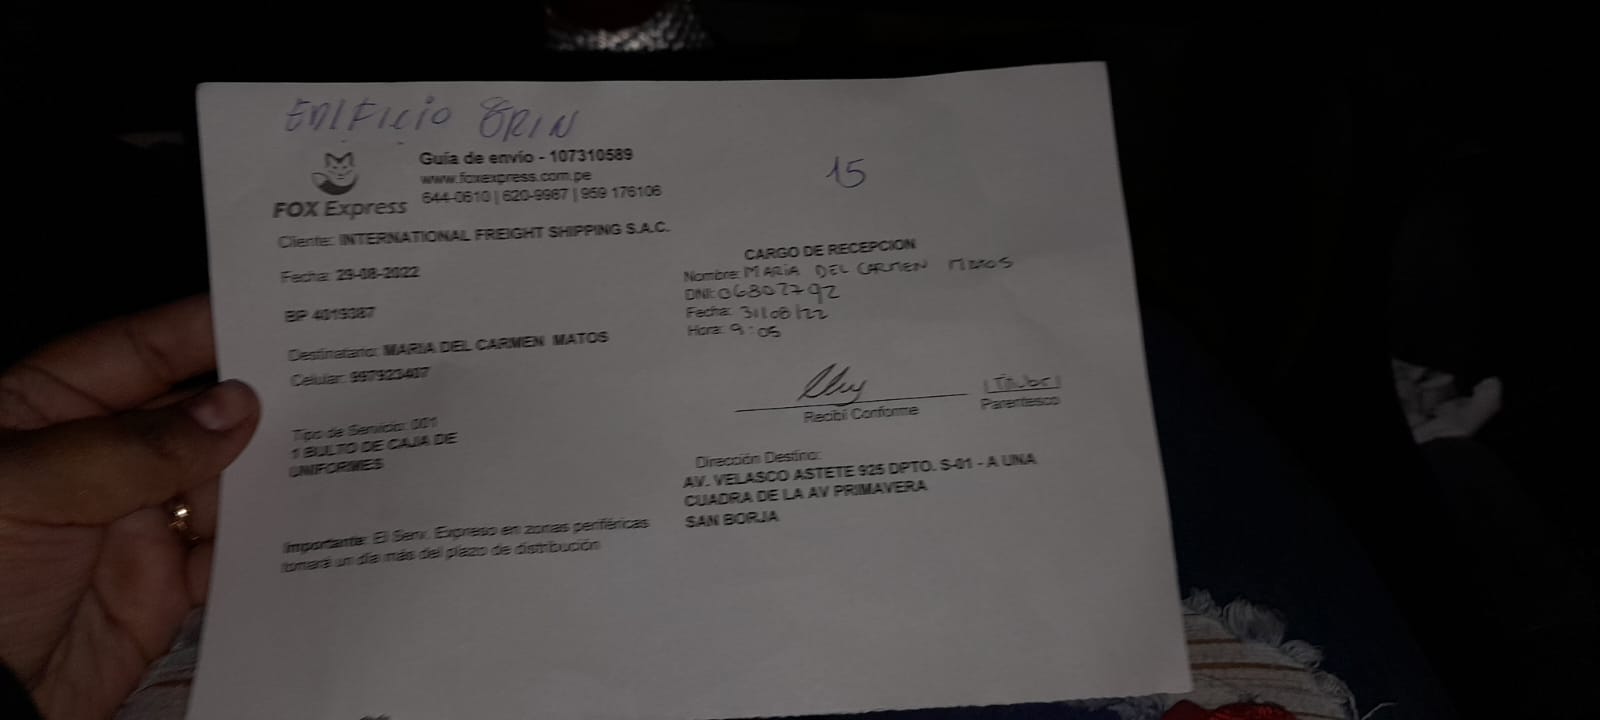 EDIFICIO ORIN
Guía de envío - 107310589
www.foxexpress.com.pe
644-0610 | 620-9967 | 959 176106
FOX Express
15
Cliente: INTERNATIONAL FREIGHT SHIPPING S.A.C.
Fecha: 29-08-2022
BP 4019387
Destinatario: MARIA DEL CARMEN MATOS
Celular: 997923407
Tipo de Servicio: 001
1 BULTO DE CAJA DE
UNIFORMES
Importante: El Serv. Expreso en zonas periféricas
tomará un día más del plazo de distribución
CARGO DE RECEPCION
Nombre: MARIA DEL CARMEN MATOS
DNI: 06802792
Fecha: 31/08/22
Hora: 9:05
Recibí Conforme
Parentesco
Dirección Destino:
AV. VELASCO ASTETE 925 DPTO. S-01 - A UNA
CUADRA DE LA AV PRIMAVERA
SAN BORJA